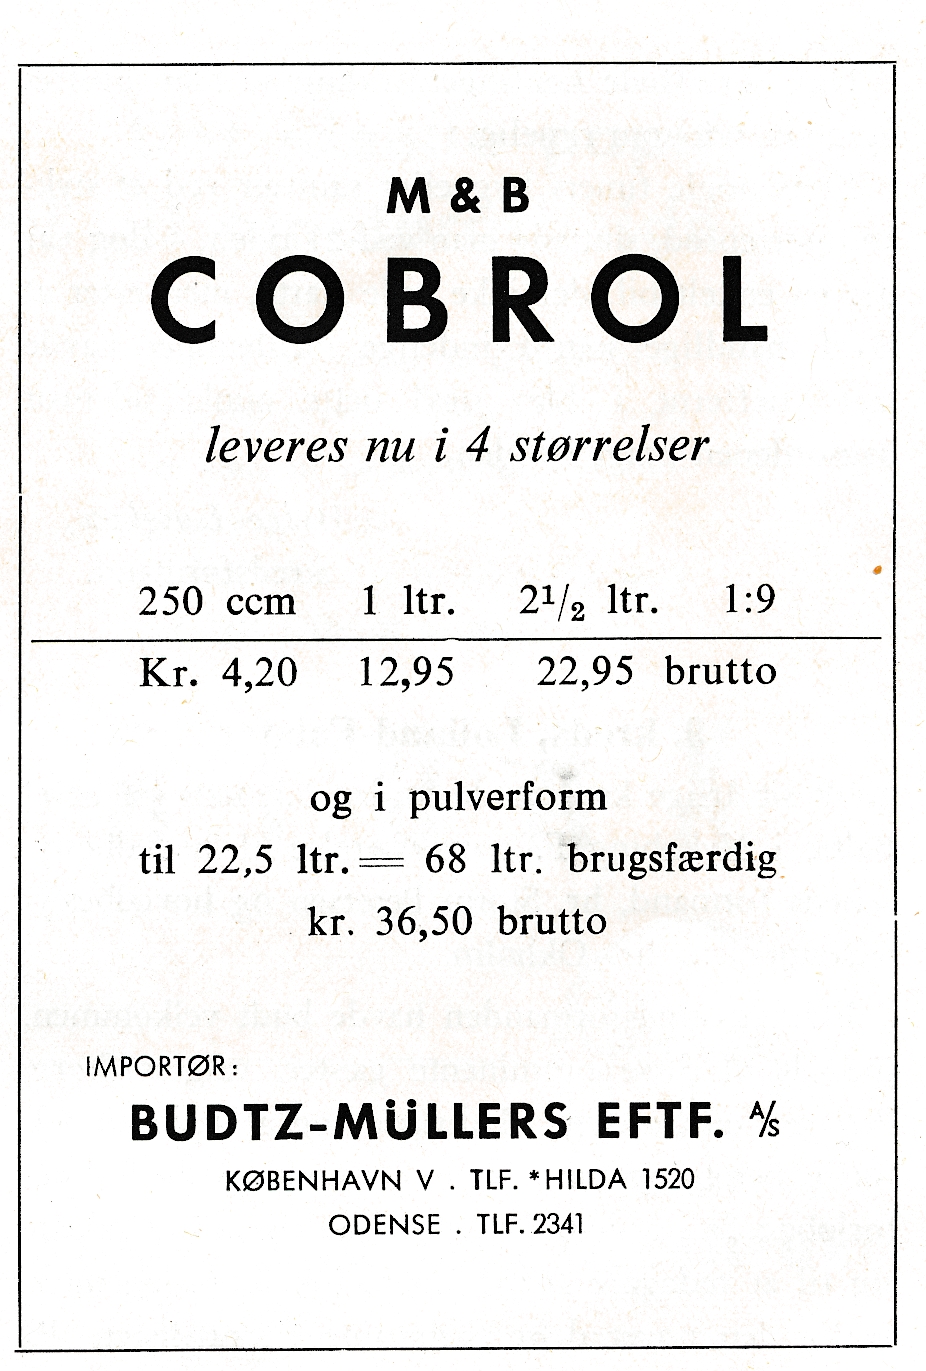 M & B
COBROL
leveres nu i 4 størrelser
250 ccm 1 ltr. 2½ ltr. 1:9
Kr. 4,20 12,95 22,95 brutto
og i pulverform
til 22,5 ltr. = 68 ltr. brugsfærdig
kr. 36,50 brutto
IMPORTØR:
BUDTZ-MÜLLERS EFTF. A/S
KØBENHAVN V . TLF. *HILDA 1520
ODENSE . TLF. 2341